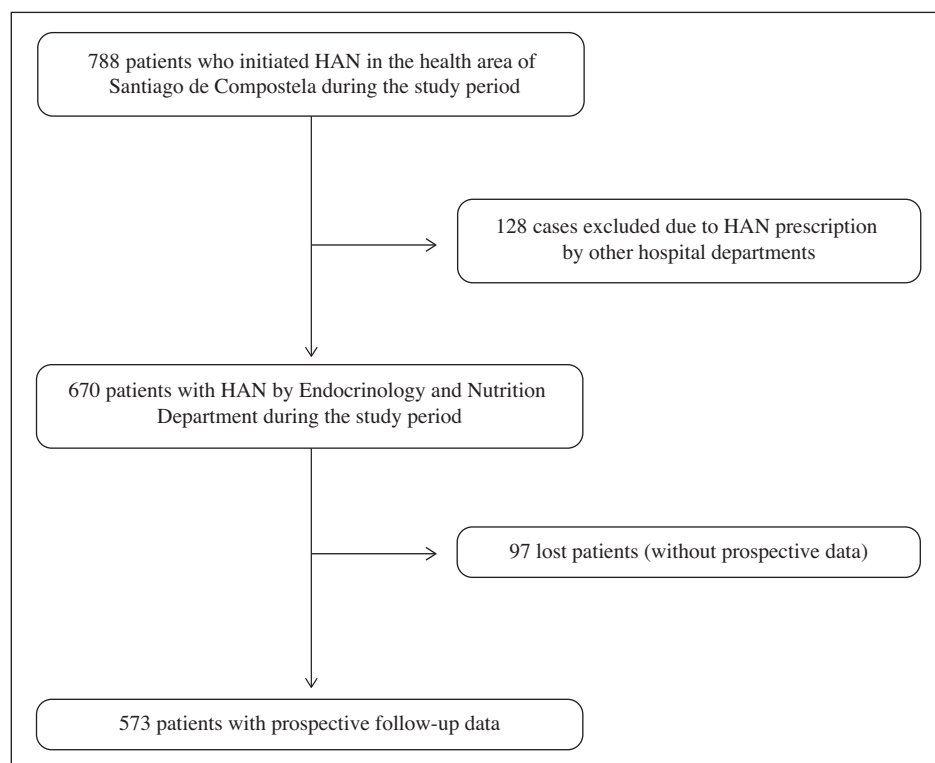 788 patients who initiated HAN in the health area of
Santiago de Compostela during the study period
128 cases excluded due to HAN prescription
by other hospital departments
670 patients with HAN by Endocrinology and Nutrition
Department during the study period
97 lost patients (without prospective data)
573 patients with prospective follow-up data